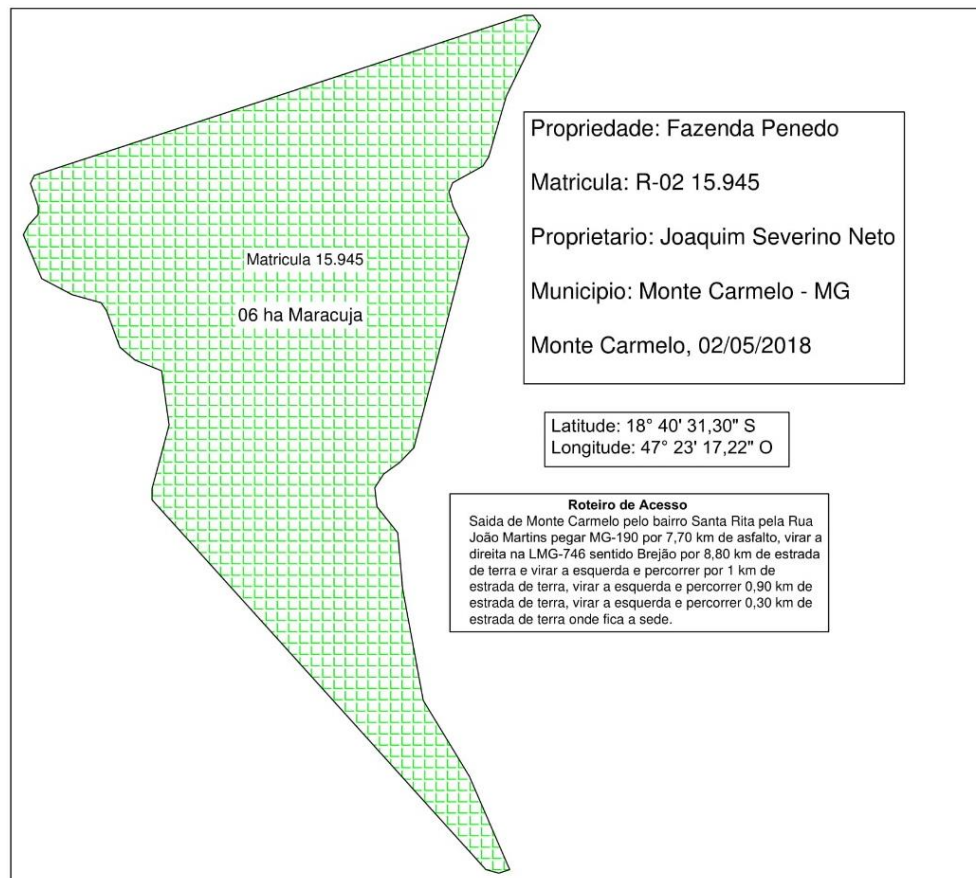 Matricula 15.945
06 ha Maracuja
Propriedade: Fazenda Penedo
Matricula: R-02 15.945
Proprietario: Joaquim Severino Neto
Municipio: Monte Carmelo - MG
Monte Carmelo, 02/05/2018
Latitude: 18° 40' 31,30" S
Longitude: 47° 23' 17,22" O
Roteiro de Acesso
Saida de Monte Carmelo pelo bairro Santa Rita pela Rua
João Martins pegar MG-190 por 7,70 km de asfalto, virar a
direita na LMG-746 sentido Brejão por 8,80 km de estrada
de terra e virar a esquerda e percorrer por 1 km de
estrada de terra, virar a esquerda e percorrer 0,90 km de
estrada de terra, virar a esquerda e percorrer 0,30 km de
estrada de terra onde fica a sede.